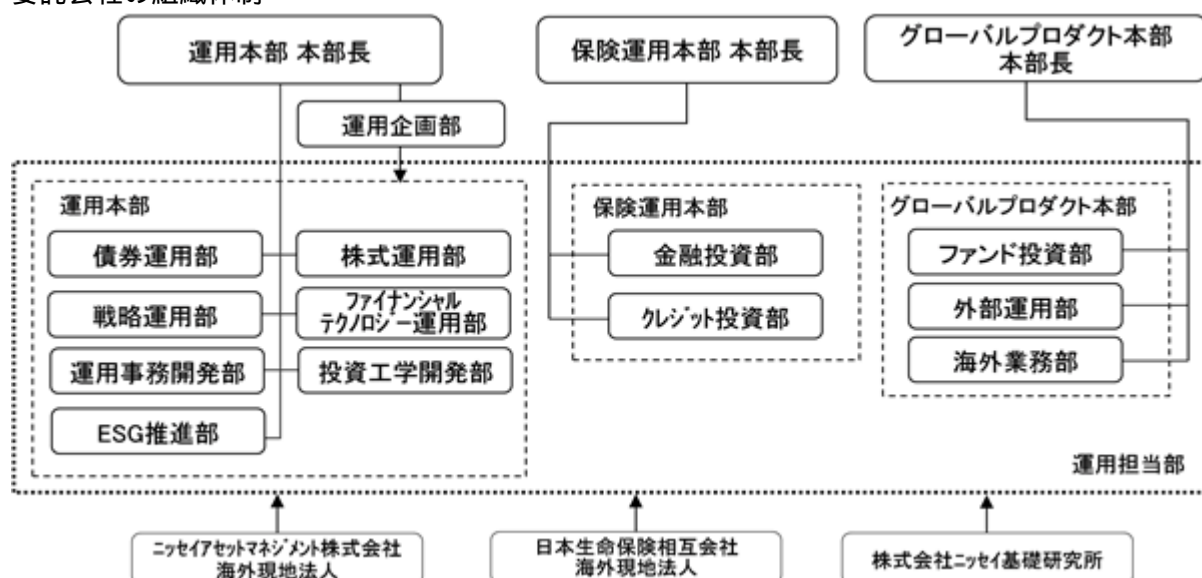 運用本部 本部長
保険運用本部 本部長
グローバルプロダクト本部
本部長
運用企画部
運用本部
債券運用部
株式運用部
戦略運用部
ファイナンシャル
テクノロジー運用部
運用事務開発部
投資工学開発部
ESG推進部
保険運用本部
金融投資部
クレジット投資部
グローバルプロダクト本部
ファンド投資部
外部運用部
海外業務部
運用担当部
ニッセイアセットマネジメント株式会社
海外現地法人
日本生命保険相互会社
海外現地法人
株式会社ニッセイ基礎研究所